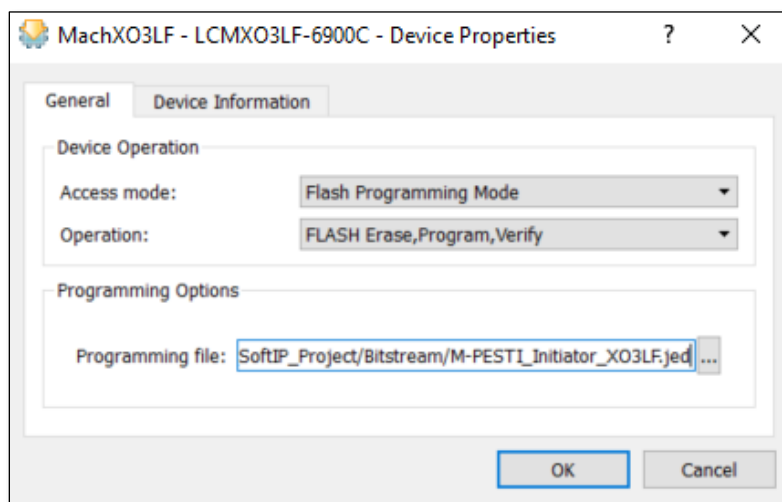 MachXO3LF - LCMXO3LF-6900C - Device Properties ?
General Device Information
Device Operation
Access mode: Flash Programming Mode
Operation: FLASH Erase,Program,Verify
Programming Options
Programming file: SoftIP_Project/Bitstream/M-PESTI_Initiator_XO3LF.jed ...
OK Cancel